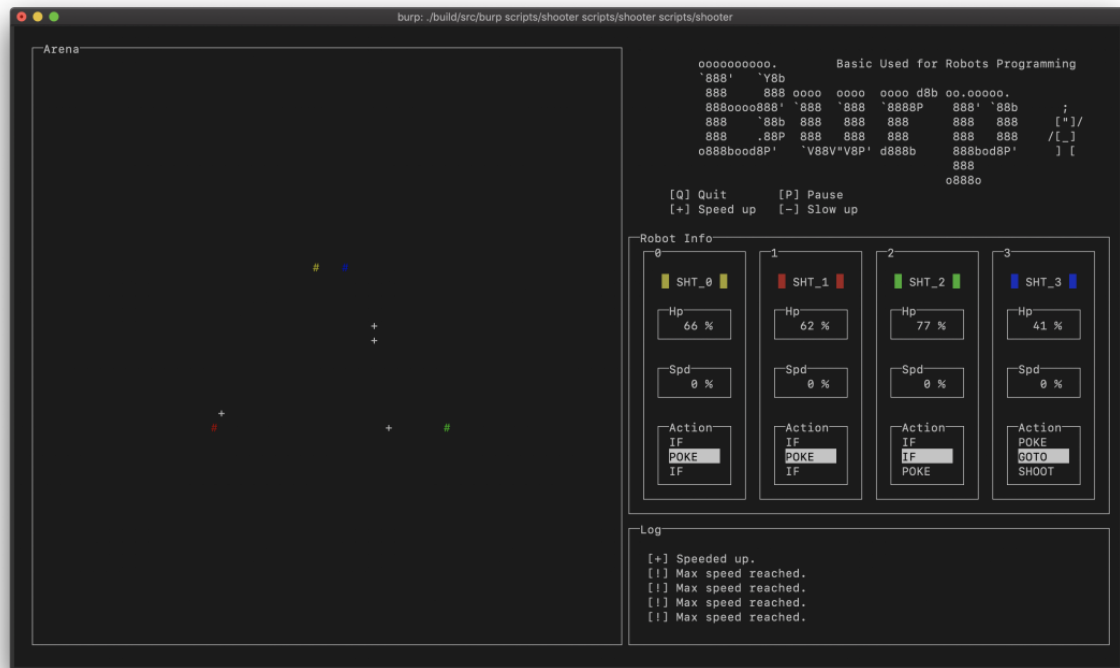 burp: ./build/src/burp scripts/shooter scripts/shooter scripts/shooter
Arena
oooooooooo.        Basic Used for Robots Programming
`888'   `Y8b
 888     888 oooo  oooo  oooo d8b oo.ooooo.
 888oooo888' `888  `888  `8888P    888' `88b      ;
 888    `88b  888   888   888      888   888     ["]/
 888    .88P  888   888   888      888   888    /[_]
o888bood8P'   `V88V"V8P' d888b     888bod8P'     ] [
                                   888
                                  o888o
[Q] Quit       [P] Pause
[+] Speed up   [-] Slow up
#   #
+
+
+
#   +   #
Robot Info
0   1   2   3
SHT_0   SHT_1   SHT_2   SHT_3
Hp   Hp   Hp   Hp
66 %   62 %   77 %   41 %
Spd   Spd   Spd   Spd
0 %   0 %   0 %   0 %
Action   Action   Action   Action
IF   IF   IF   POKE
POKE   POKE   IF   GOTO
IF   IF   POKE   SHOOT
Log
[+] Speeded up.
[!] Max speed reached.
[!] Max speed reached.
[!] Max speed reached.
[!] Max speed reached.